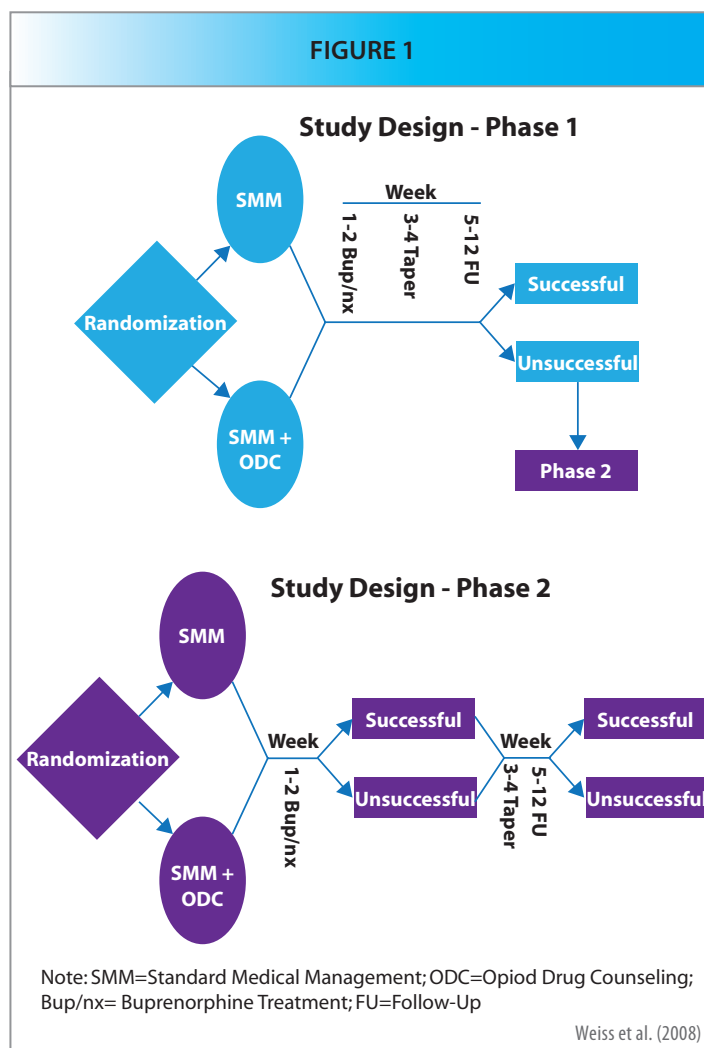 FIGURE 1
Study Design - Phase 1
SMM
Week
1-2 Bup/nx
3-4 Taper
5-12 FU
Randomization
Successful
Unsuccessful
SMM +
ODC
Phase 2
Study Design - Phase 2
SMM
Randomization
Week
1-2 Bup/nx
Successful
Unsuccessful
Week
3-4 Taper
5-12 FU
Successful
Unsuccessful
SMM +
ODC
Note: SMM=Standard Medical Management; ODC=Opiod Drug Counseling;
Bup/nx= Buprenorphine Treatment; FU=Follow-Up
Weiss et al. (2008)